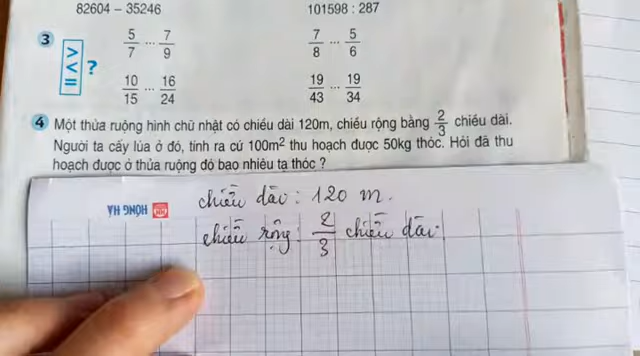 82604 – 35246
101598 : 287
3
> < = ?
5/7 ... 7/9
7/8 ... 5/6
10/15 ... 16/24
19/43 ... 19/34
4 Một thửa ruộng hình chữ nhật có chiều dài 120m, chiều rộng bằng 2/3 chiều dài.
Người ta cấy lúa ở đó, tính ra cứ 100m² thu hoạch được 50kg thóc. Hỏi đã thu
hoạch được ở thửa ruộng đó bao nhiêu tạ thóc ?
HONG HA
chiều dài: 120 m.
chiều rộng: 2/3 chiều dài